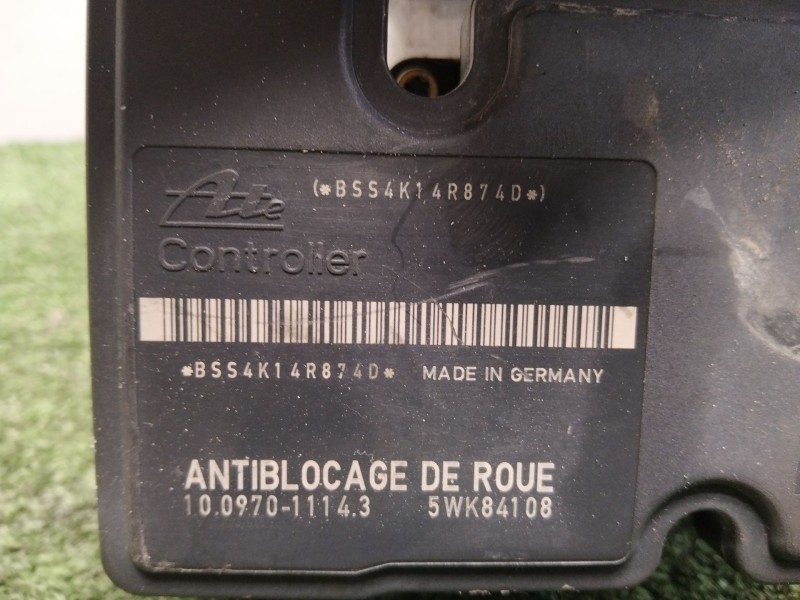 Ate (*BSS4K14R874D*)
Controller
*BSS4K14R874D* MADE IN GERMANY
ANTIBLOCAGE DE ROUE
10.0970-1114.3 5WK84108